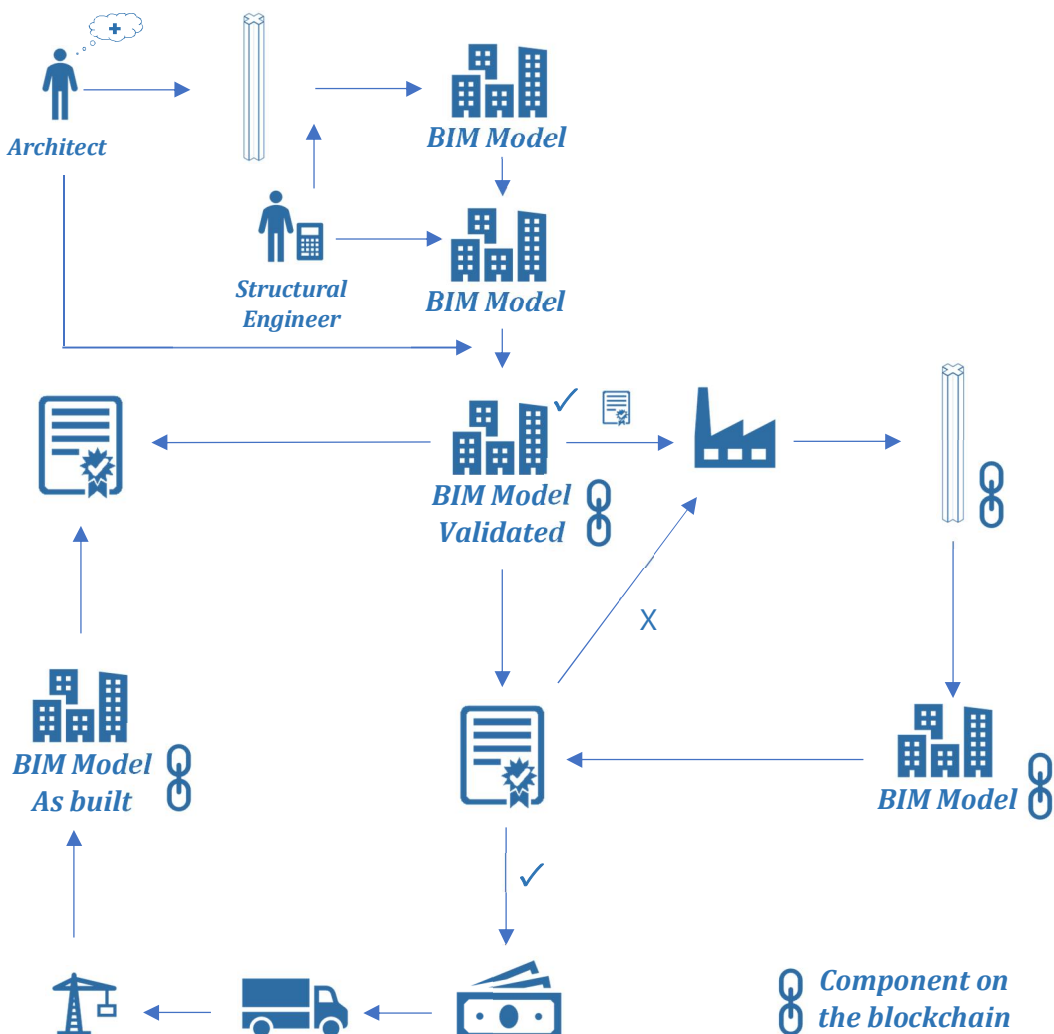 Architect
BIM Model
Structural
Engineer
BIM Model
BIM Model
Validated
X
BIM Model
As built
BIM Model
Component on
the blockchain